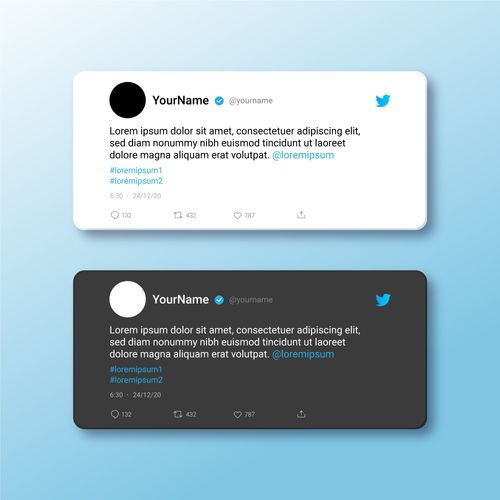 YourName @yourname
Lorem ipsum dolor sit amet, consectetuer adipiscing elit,
sed diam nonummy nibh euismod tincidunt ut laoreet
dolore magna aliquam erat volutpat. @loremipsum
#loremipsum1
#loremipsum2
6:30 · 24/12/20
132 432 787
YourName @yourname
Lorem ipsum dolor sit amet, consectetuer adipiscing elit,
sed diam nonummy nibh euismod tincidunt ut laoreet
dolore magna aliquam erat volutpat. @loremipsum
#loremipsum1
#loremipsum2
6:30 · 24/12/20
132 432 787